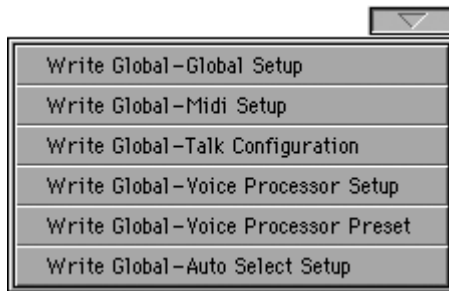 Write Global-Global Setup
Write Global-Midi Setup
Write Global-Talk Configuration
Write Global-Voice Processor Setup
Write Global-Voice Processor Preset
Write Global-Auto Select Setup